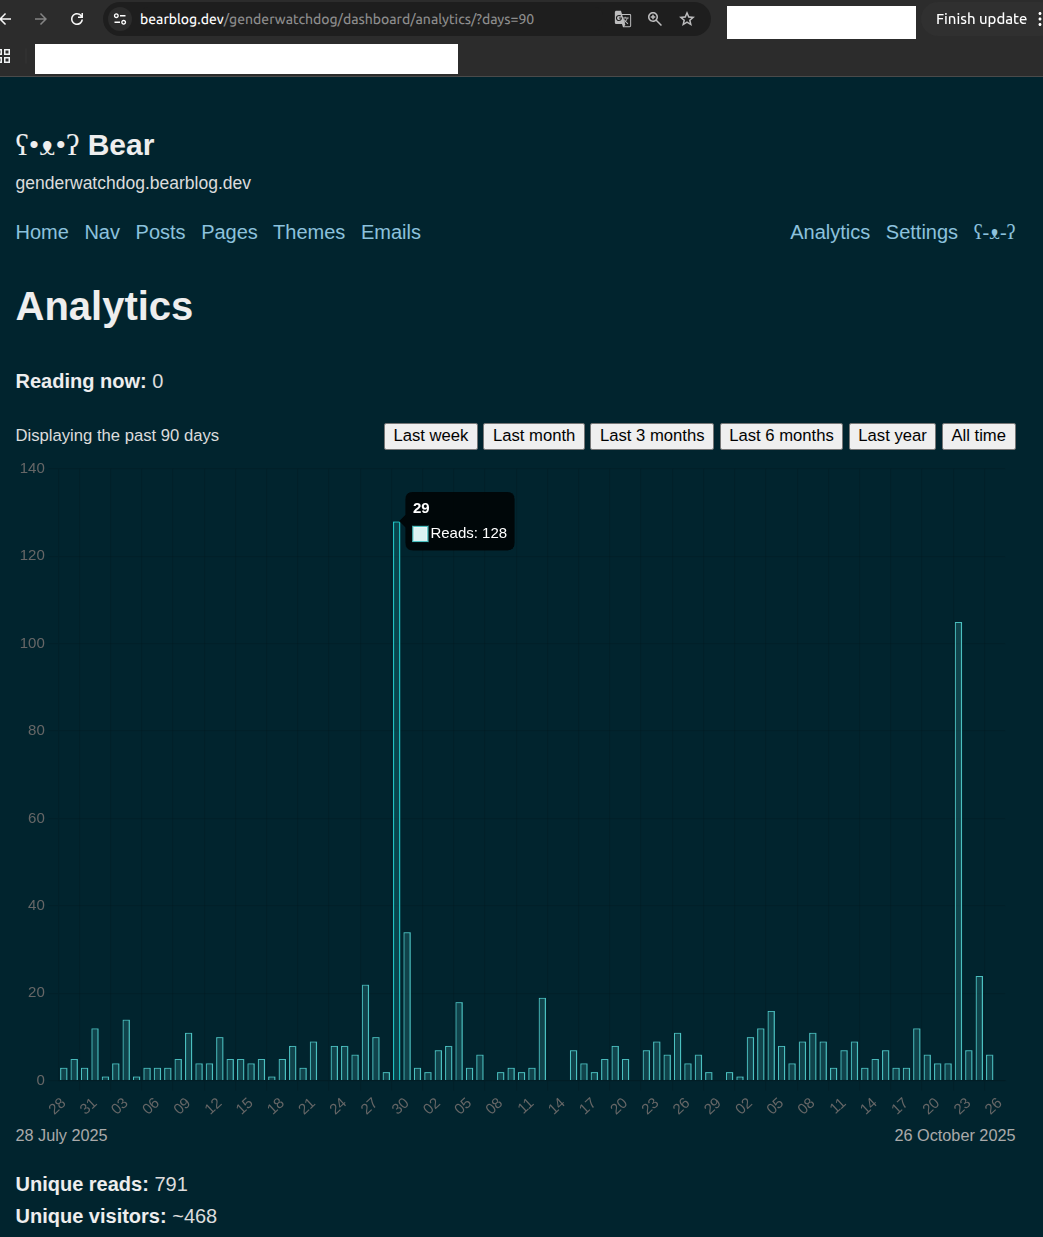 bearblog.dev/genderwatchdog/dashboard/analytics/?days=90
Finish update
ʕ•ᴥ•ʔ Bear
genderwatchdog.bearblog.dev
Home Nav Posts Pages Themes Emails Analytics Settings ʕ-ᴥ-ʔ
Analytics
Reading now: 0
Displaying the past 90 days Last week Last month Last 3 months Last 6 months Last year All time
140
29
Reads: 128
120
100
80
60
40
20
0
28 31 03 06 09 12 15 18 21 24 27 30 02 05 08 11 14 17 20 23 26 29 02 05 08 11 14 17 20 23 26
28 July 2025 26 October 2025
Unique reads: 791
Unique visitors: ~468